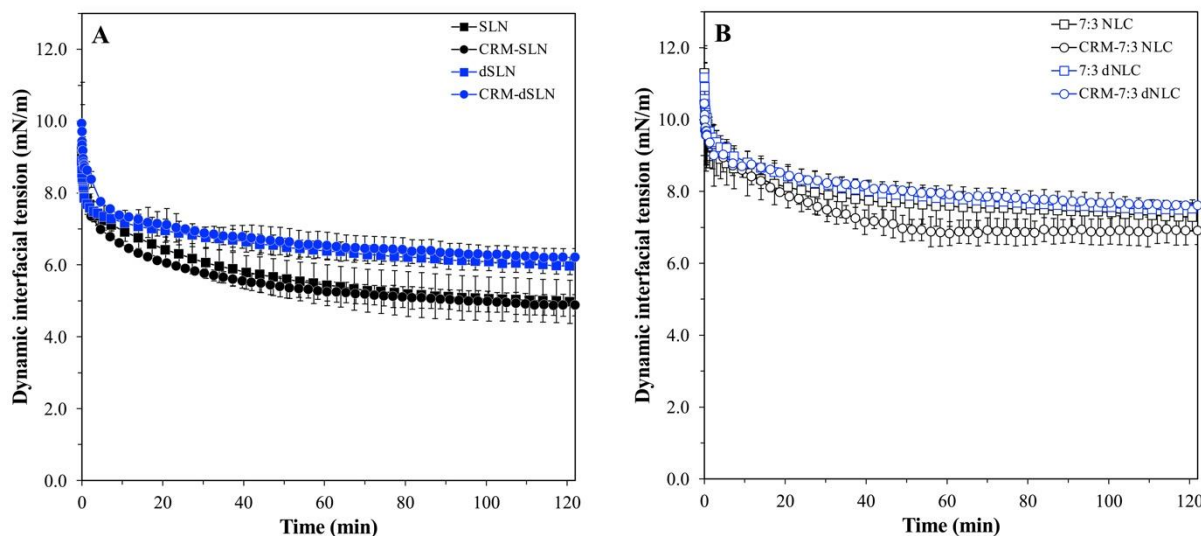 A
SLN
CRM-SLN
dSLN
CRM-dSLN
Dynamic interfacial tension (mN/m)
12.0
10.0
8.0
6.0
4.0
2.0
0.0
0 20 40 60 80 100 120
Time (min)
B
7:3 NLC
CRM-7:3 NLC
7:3 dNLC
CRM-7:3 dNLC
Dynamic interfacial tension (mN/m)
12.0
10.0
8.0
6.0
4.0
2.0
0.0
0 20 40 60 80 100 120
Time (min)